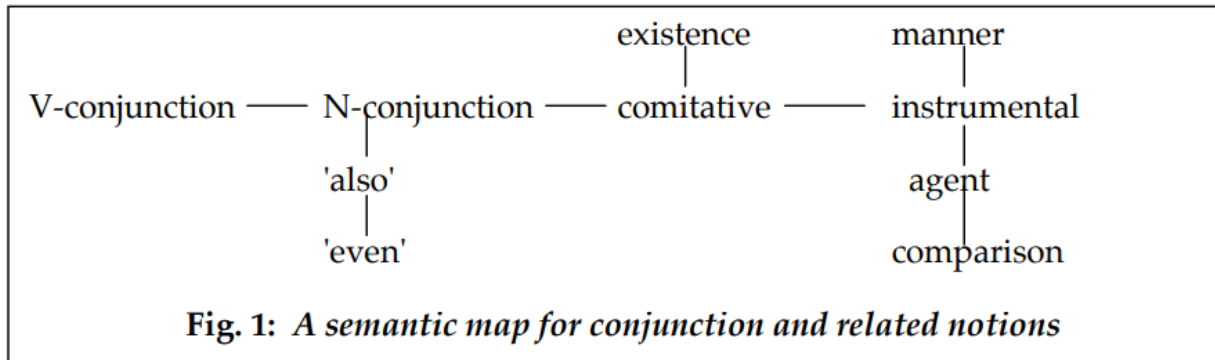 existence manner
V-conjunction N-conjunction comitative instrumental
'also' agent
'even' comparison
Fig. 1: A semantic map for conjunction and related notions